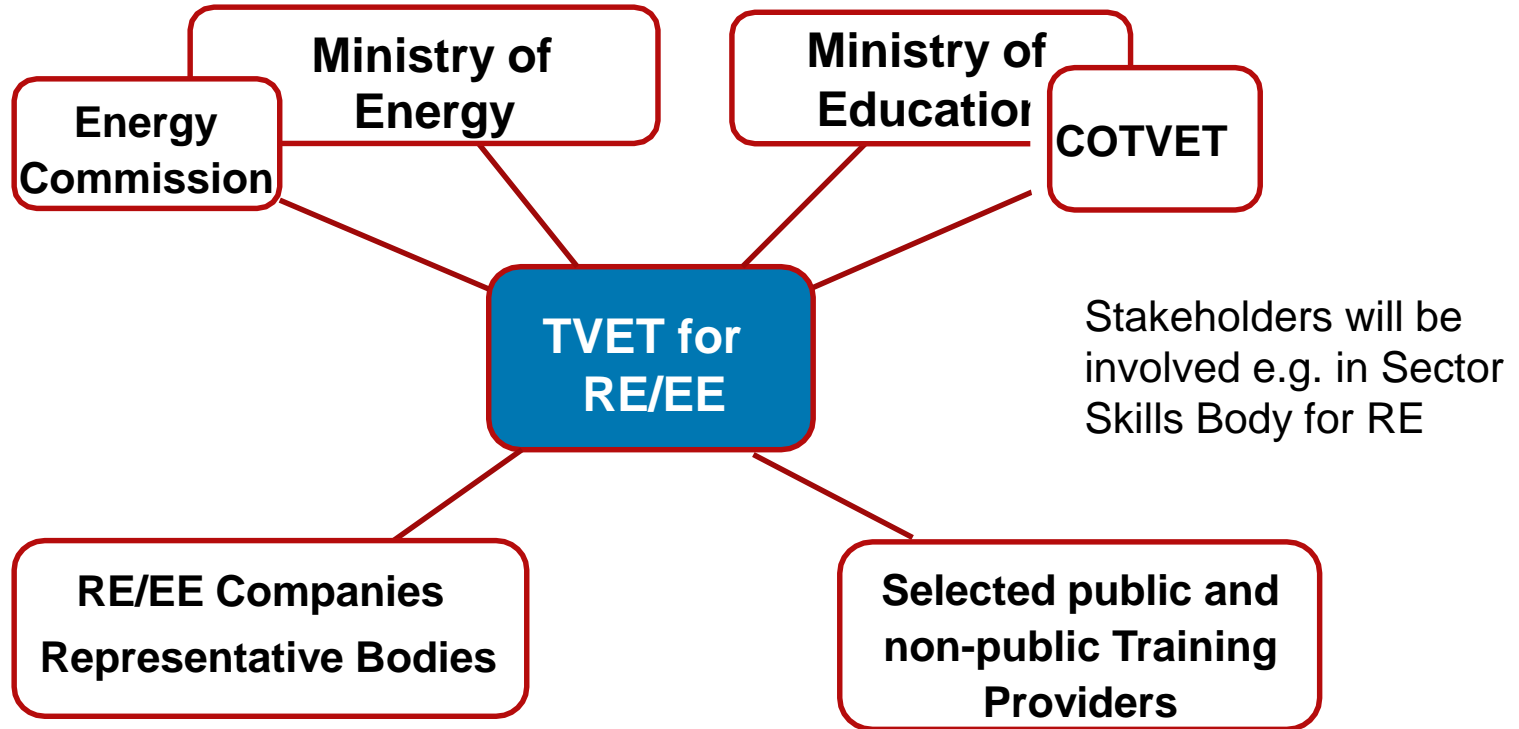 Ministry of
Energy
Ministry of
Education
Energy
Commission
COTVET
TVET for
RE/EE
Stakeholders will be
involved e.g. in Sector
Skills Body for RE
RE/EE Companies
Representative Bodies
Selected public and
non-public Training
Providers